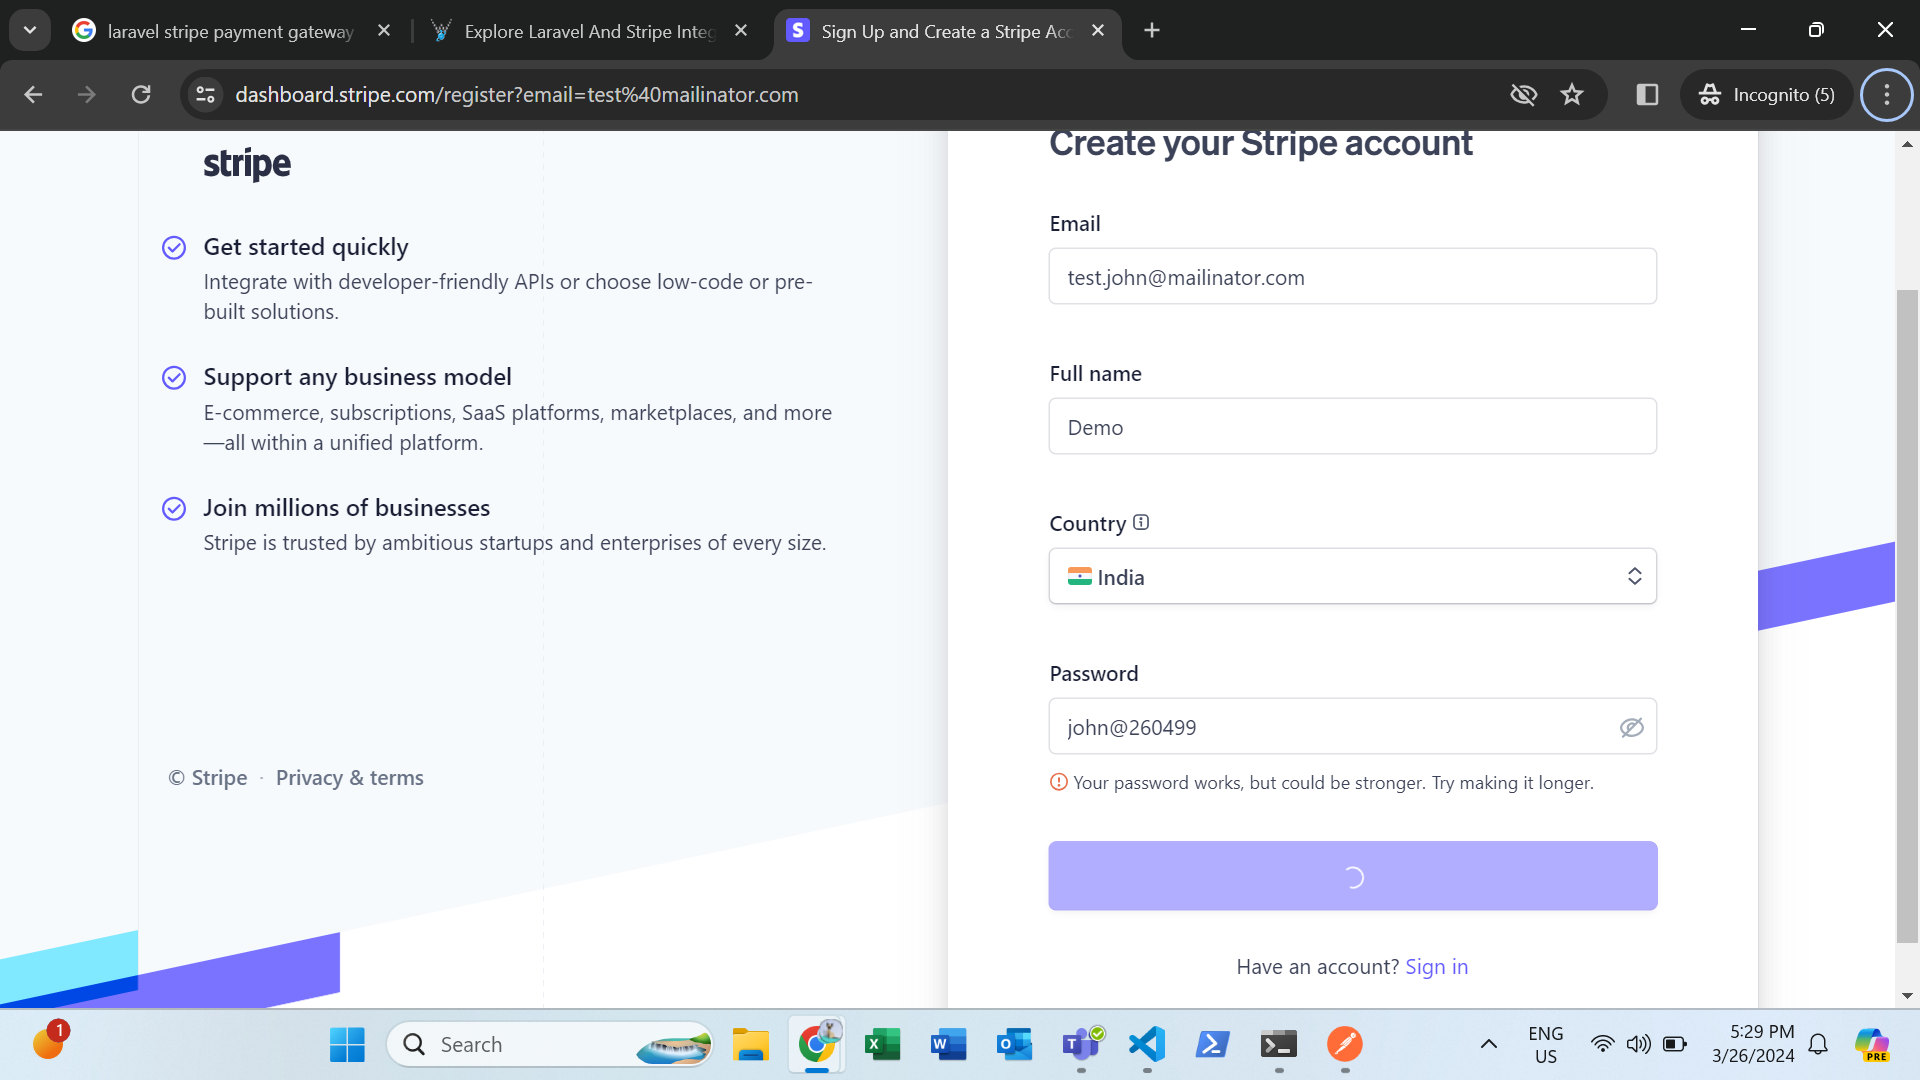 laravel stripe payment gateway
Explore Laravel And Stripe Integ
Sign Up and Create a Stripe Acc
dashboard.stripe.com/register?email=test%40mailinator.com
Incognito (5)
stripe
Get started quickly
Integrate with developer-friendly APIs or choose low-code or pre-
built solutions.
Support any business model
E-commerce, subscriptions, SaaS platforms, marketplaces, and more
—all within a unified platform.
Join millions of businesses
Stripe is trusted by ambitious startups and enterprises of every size.
© Stripe · Privacy & terms
Create your Stripe account
Email
test.john@mailinator.com
Full name
Demo
Country
India
Password
john@260499
Your password works, but could be stronger. Try making it longer.
Have an account? Sign in
1
Search
ENG
US
5:29 PM
3/26/2024
PRE